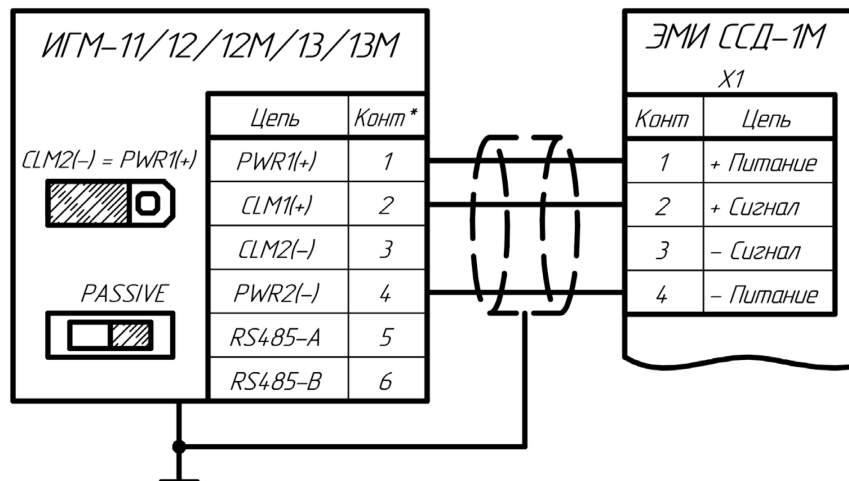 ИГМ-11/12/12М/13/13М
Цепь Конт*
CLM2(-) = PWR1(+)
PWR1(+) 1
CLM1(+) 2
CLM2(-) 3
PASSIVE
PWR2(-) 4
RS485-A 5
RS485-B 6
ЭМИ ССД-1М
X1
Конт Цепь
1 + Питание
2 + Сигнал
3 - Сигнал
4 - Питание